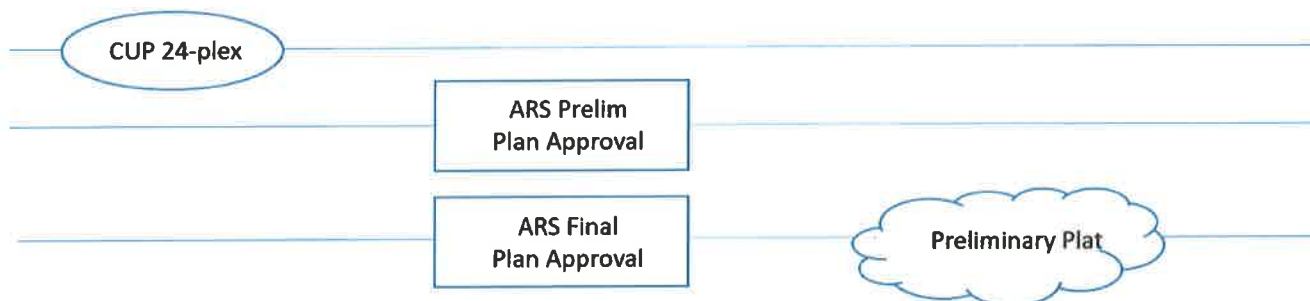 CUP 24-plex
ARS Prelim
Plan Approval
ARS Final
Plan Approval
Preliminary Plat